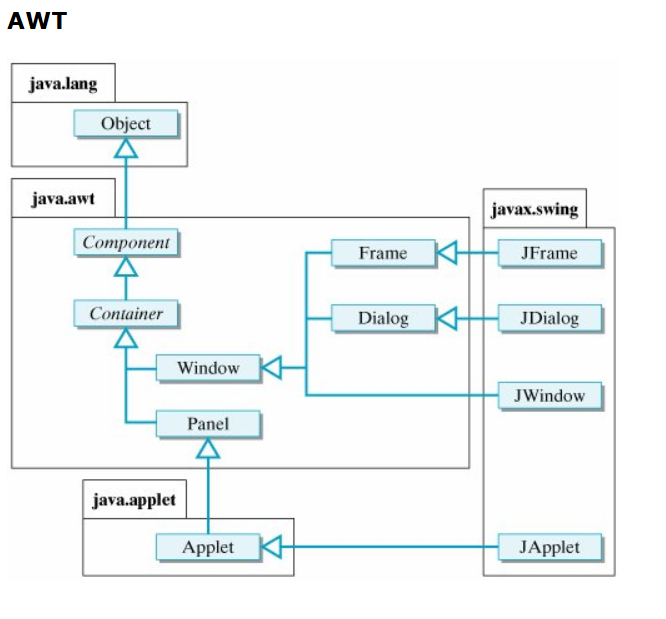 AWT
java.lang
Object
java.awt
javax.swing
Component
Frame
JFrame
Container
Dialog
JDialog
Window
JWindow
Panel
java.applet
Applet
JApplet